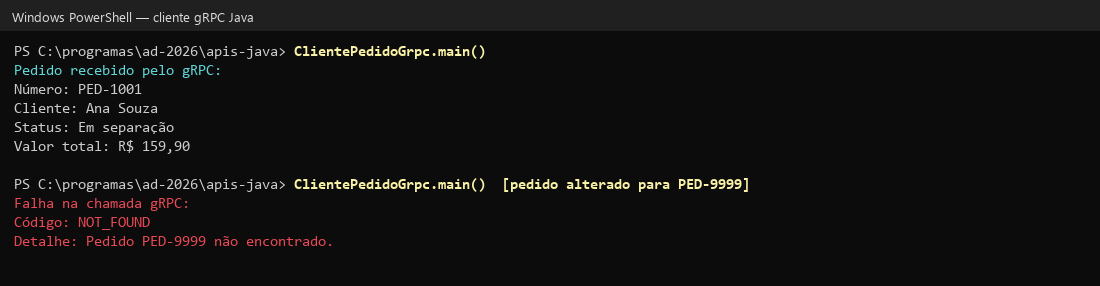 Windows PowerShell — cliente gRPC Java
PS C:\programas\ad-2026\apis-java> ClientePedidoGrpc.main()
Pedido recebido pelo gRPC:
Número: PED-1001
Cliente: Ana Souza
Status: Em separação
Valor total: R$ 159,90
PS C:\programas\ad-2026\apis-java> ClientePedidoGrpc.main()  [pedido alterado para PED-9999]
Falha na chamada gRPC:
Código: NOT_FOUND
Detalhe: Pedido PED-9999 não encontrado.